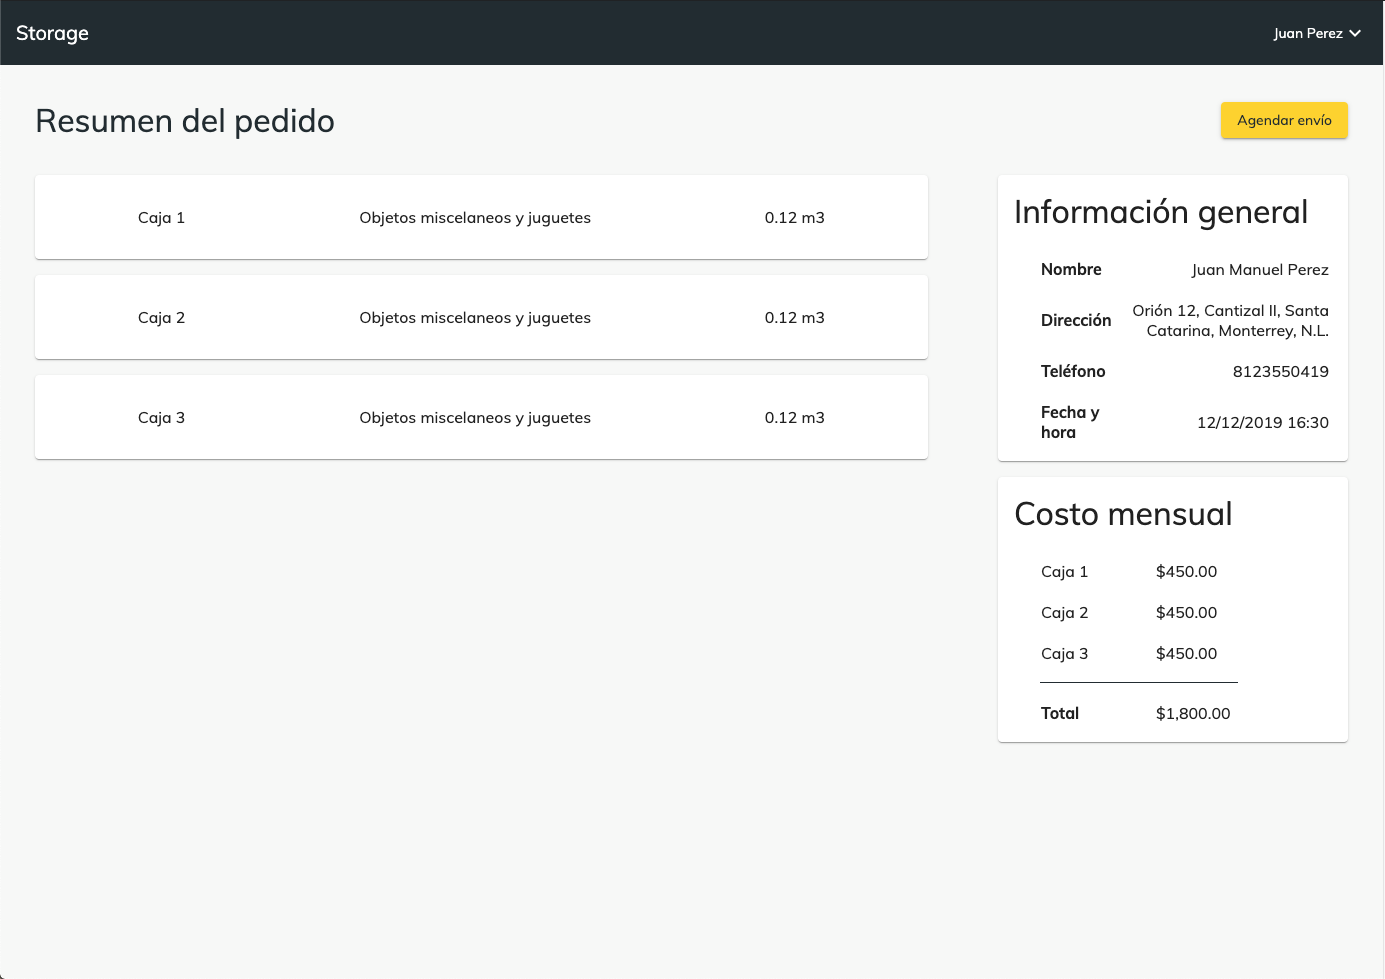 Storage
Juan Perez
Resumen del pedido
Agendar envío
Caja 1 Objetos miscelaneos y juguetes 0.12 m3
Caja 2 Objetos miscelaneos y juguetes 0.12 m3
Caja 3 Objetos miscelaneos y juguetes 0.12 m3
Información general
Nombre Juan Manuel Perez
Dirección Orión 12, Cantizal II, Santa
Catarina, Monterrey, N.L.
Teléfono 8123550419
Fecha y
hora 12/12/2019 16:30
Costo mensual
Caja 1 $450.00
Caja 2 $450.00
Caja 3 $450.00
Total $1,800.00